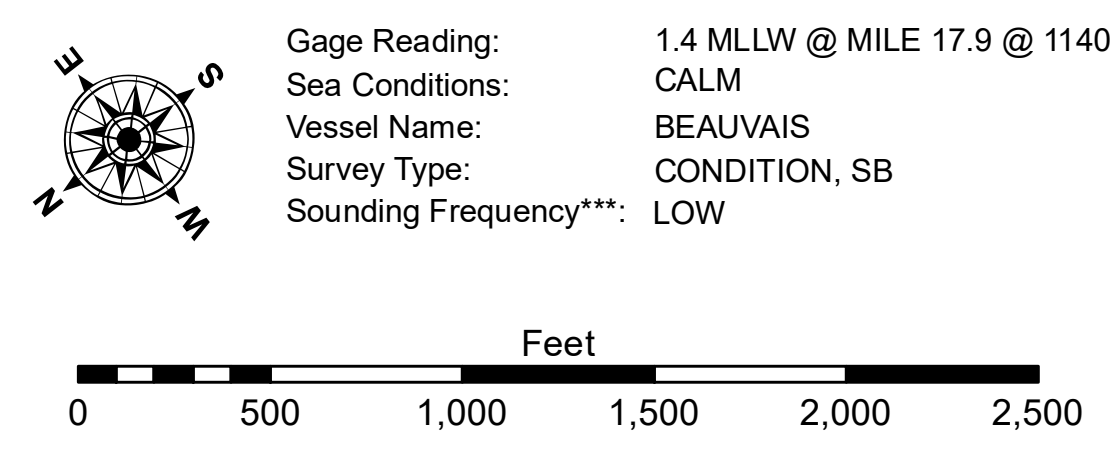 E
S
N
W
Gage Reading: 1.4 MLLW @ MILE 17.9 @ 1140
Sea Conditions: CALM
Vessel Name: BEAUVAIS
Survey Type: CONDITION, SB
Sounding Frequency***: LOW
Feet
0 500 1,000 1,500 2,000 2,500